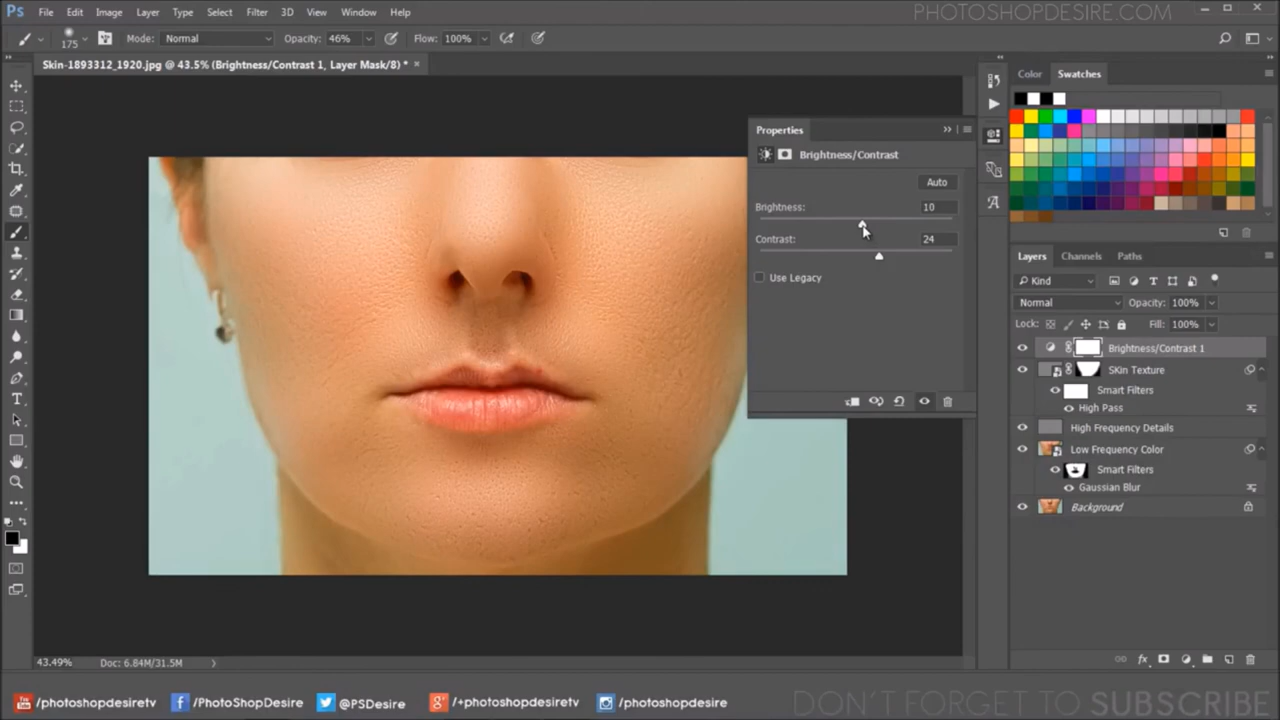 Ps File Edit Image Layer Type Select Filter 3D View Window Help
PHOTOSHOPDESIRE.COM
175 Mode: Normal Opacity: 46% Flow: 100%
Skin-1893312_1920.jpg @ 43.5% (Brightness/Contrast 1, Layer Mask/8) * ×
Properties
Brightness/Contrast
Auto
Brightness: 10
Contrast: 24
Use Legacy
Color Swatches
Layers Channels Paths
Kind
Normal Opacity: 100%
Lock: Fill: 100%
Brightness/Contrast 1
SKin Texture
Smart Filters
High Pass
High Frequency Details
Low Frequency Color
Smart Filters
Gaussian Blur
Background
43.49% Doc: 6.84M/31.5M
You Tube /photoshopdesiretv f /PhotoShopDesire @PSDesire g+ /+photoshopdesiretv /photoshopdesire
DON'T FORGET TO SUBSCRIBE